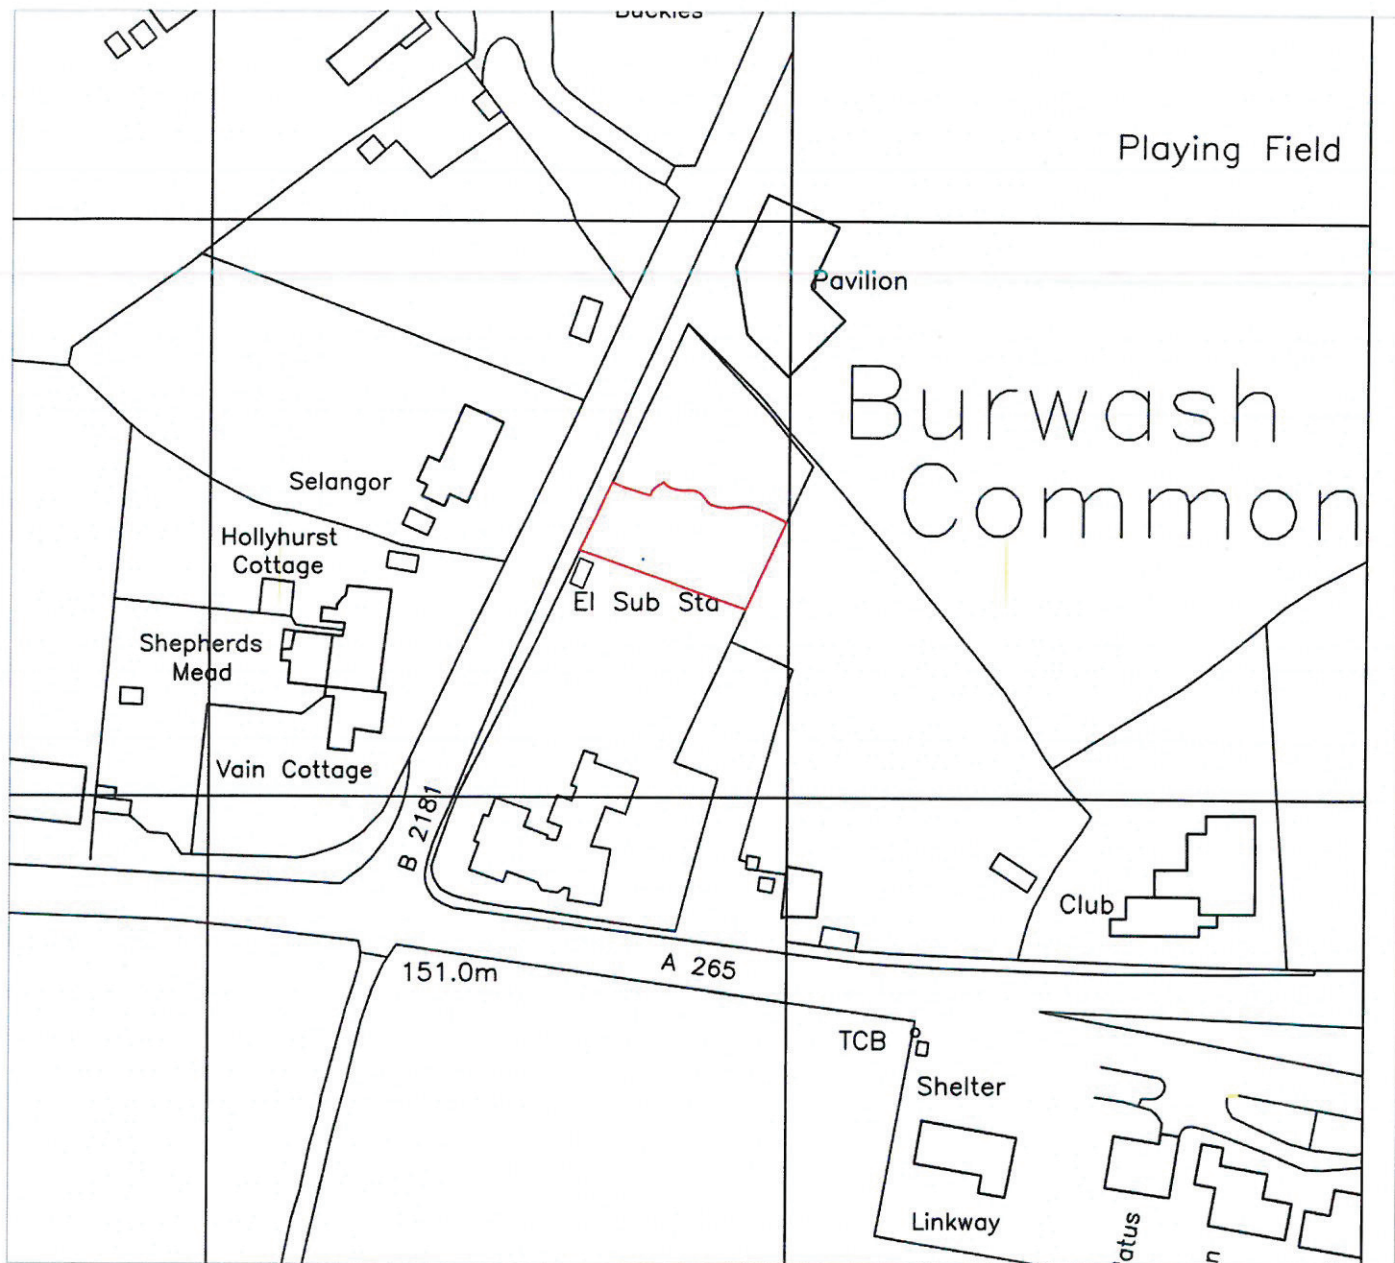 Playing Field
Pavilion
Burwash
Common
Selangor
Hollyhurst
Cottage
El Sub Sta
Shepherds
Mead
Vain Cottage
B 2181
Club
A 265
151.0m
TCB
Shelter
Linkway